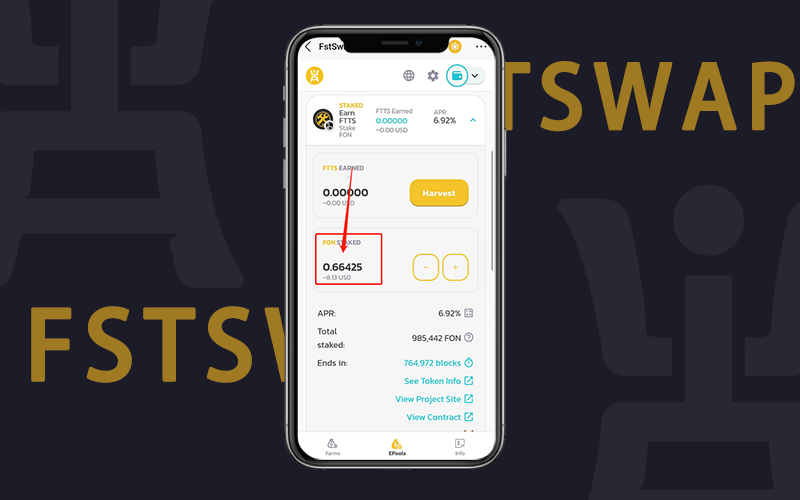 FstSw
TSWAP
STAKED
Earn
FTTS
Stake
FON
FTTS Earned
0.00000
~0.00 USD
APR
6.92%
FTTS EARNED
0.00000
~0.00 USD
Harvest
FON STAKED
0.66425
~8.13 USD
-
+
FSTSW
APR:
6.92%
Total
staked:
985,442 FON
Ends in:
764,972 blocks
See Token Info
View Project Site
View Contract
Farms
EPools
Info